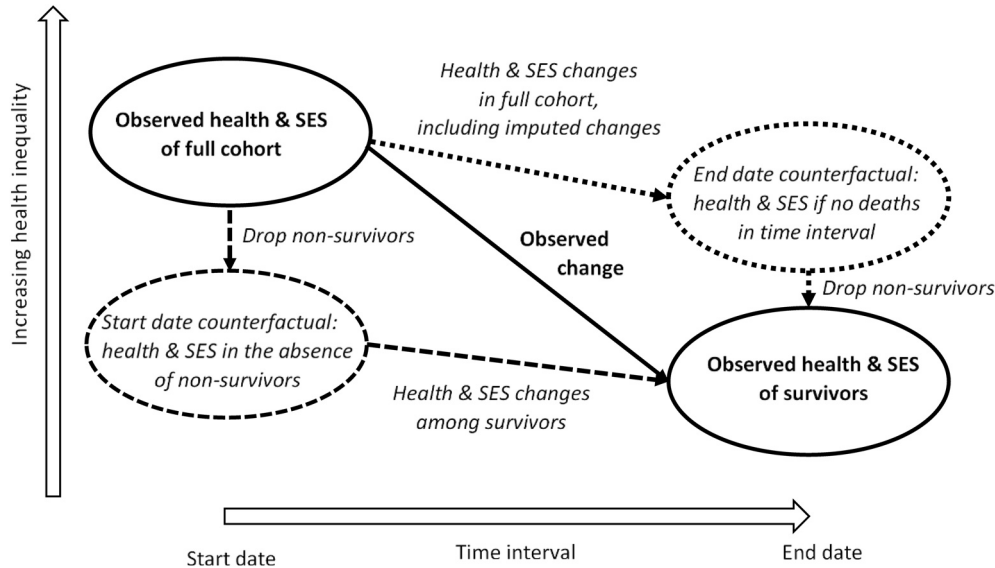 Increasing health inequality
Observed health & SES
of full cohort
Health & SES changes
in full cohort,
including imputed changes
End date counterfactual:
health & SES if no deaths
in time interval
Drop non-survivors
Observed
change
Drop non-survivors
Start date counterfactual:
health & SES in the absence
of non-survivors
Health & SES changes
among survivors
Observed health & SES
of survivors
Start date
Time interval
End date